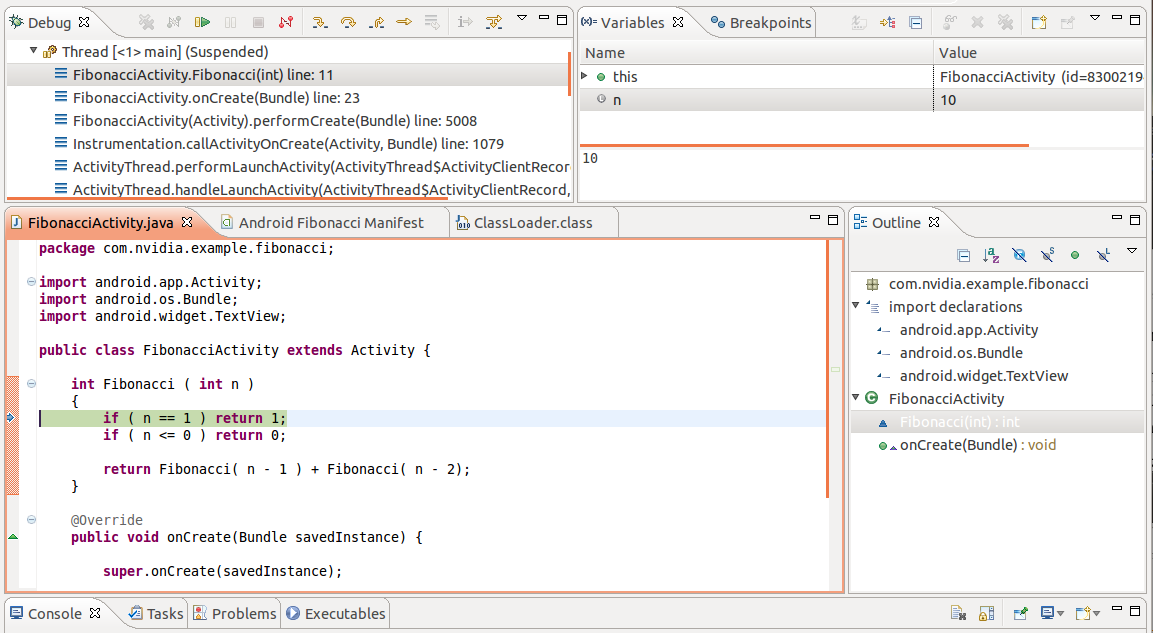 Debug
Thread [<1> main] (Suspended)
FibonacciActivity.Fibonacci(int) line: 11
FibonacciActivity.onCreate(Bundle) line: 23
FibonacciActivity(Activity).performCreate(Bundle) line: 5008
Instrumentation.callActivityOnCreate(Activity, Bundle) line: 1079
ActivityThread.performLaunchActivity(ActivityThread$ActivityClientRecor
ActivityThread.handleLaunchActivity(ActivityThread$ActivityClientRecord,
(x)= Variables Breakpoints
Name Value
this FibonacciActivity (id=8300219
n 10
10
FibonacciActivity.java Android Fibonacci Manifest ClassLoader.class
package com.nvidia.example.fibonacci;
import android.app.Activity;
import android.os.Bundle;
import android.widget.TextView;
public class FibonacciActivity extends Activity {
int Fibonacci ( int n )
{
if ( n == 1 ) return 1;
if ( n <= 0 ) return 0;
return Fibonacci( n - 1 ) + Fibonacci( n - 2);
}
@Override
public void onCreate(Bundle savedInstance) {
super.onCreate(savedInstance);
Outline
com.nvidia.example.fibonacci
import declarations
android.app.Activity
android.os.Bundle
android.widget.TextView
FibonacciActivity
Fibonacci(int) : int
onCreate(Bundle) : void
Console Tasks Problems Executables